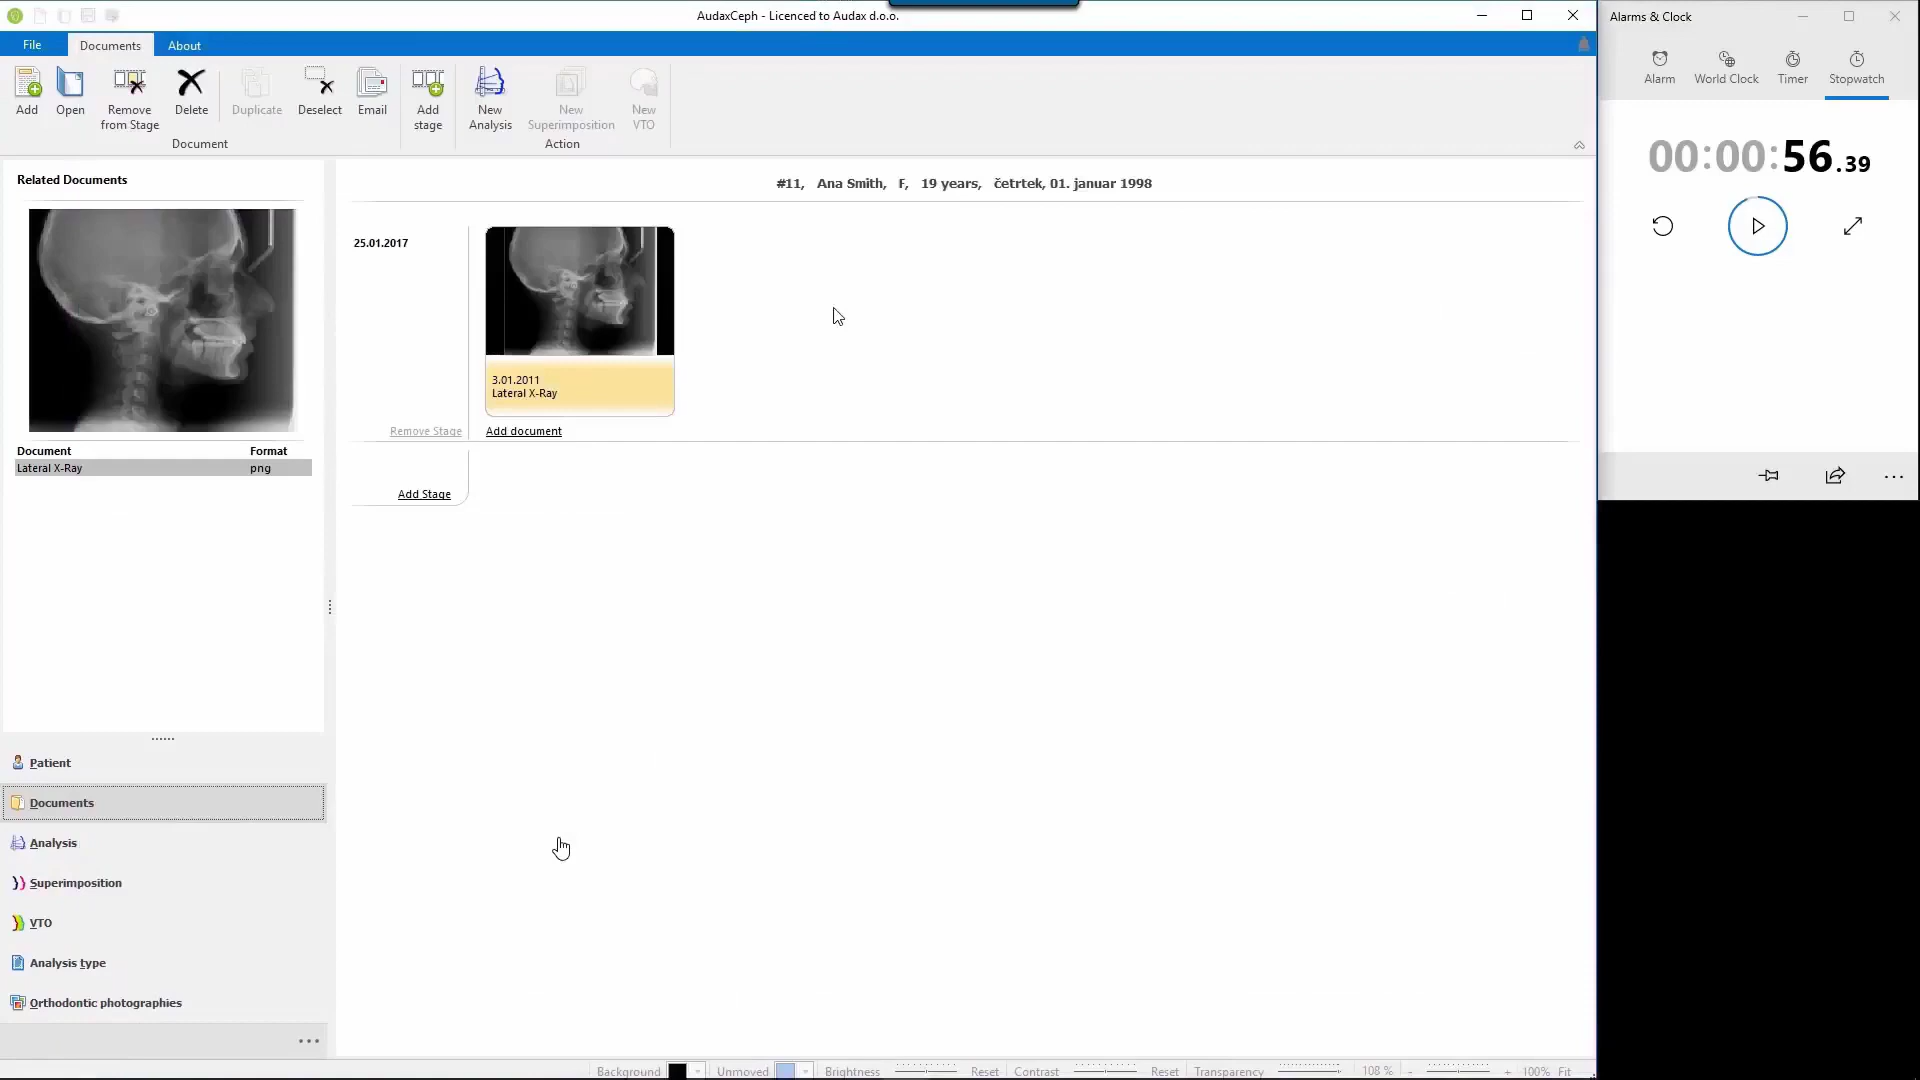 AudaxCeph - Licenced to Audax d.o.o.
File
Documents
About
Add
Open
Remove
from Stage
Delete
Duplicate
Deselect
Email
Add
stage
New
Analysis
New
Superimposition
New
VTO
Document
Action
Related Documents
Document Format
Lateral X-Ray png
#11, Ana Smith, F, 19 years, četrtek, 01. januar 1998
25.01.2017
3.01.2011
Lateral X-Ray
Remove Stage
Add document
Add Stage
Patient
Documents
Analysis
Superimposition
VTO
Analysis type
Orthodontic photographies
Background
Unmoved
Brightness
Reset
Contrast
Reset
Transparency
108 %
-
+
100%
Fit
Alarms & Clock
Alarm
World Clock
Timer
Stopwatch
00:00:56.39